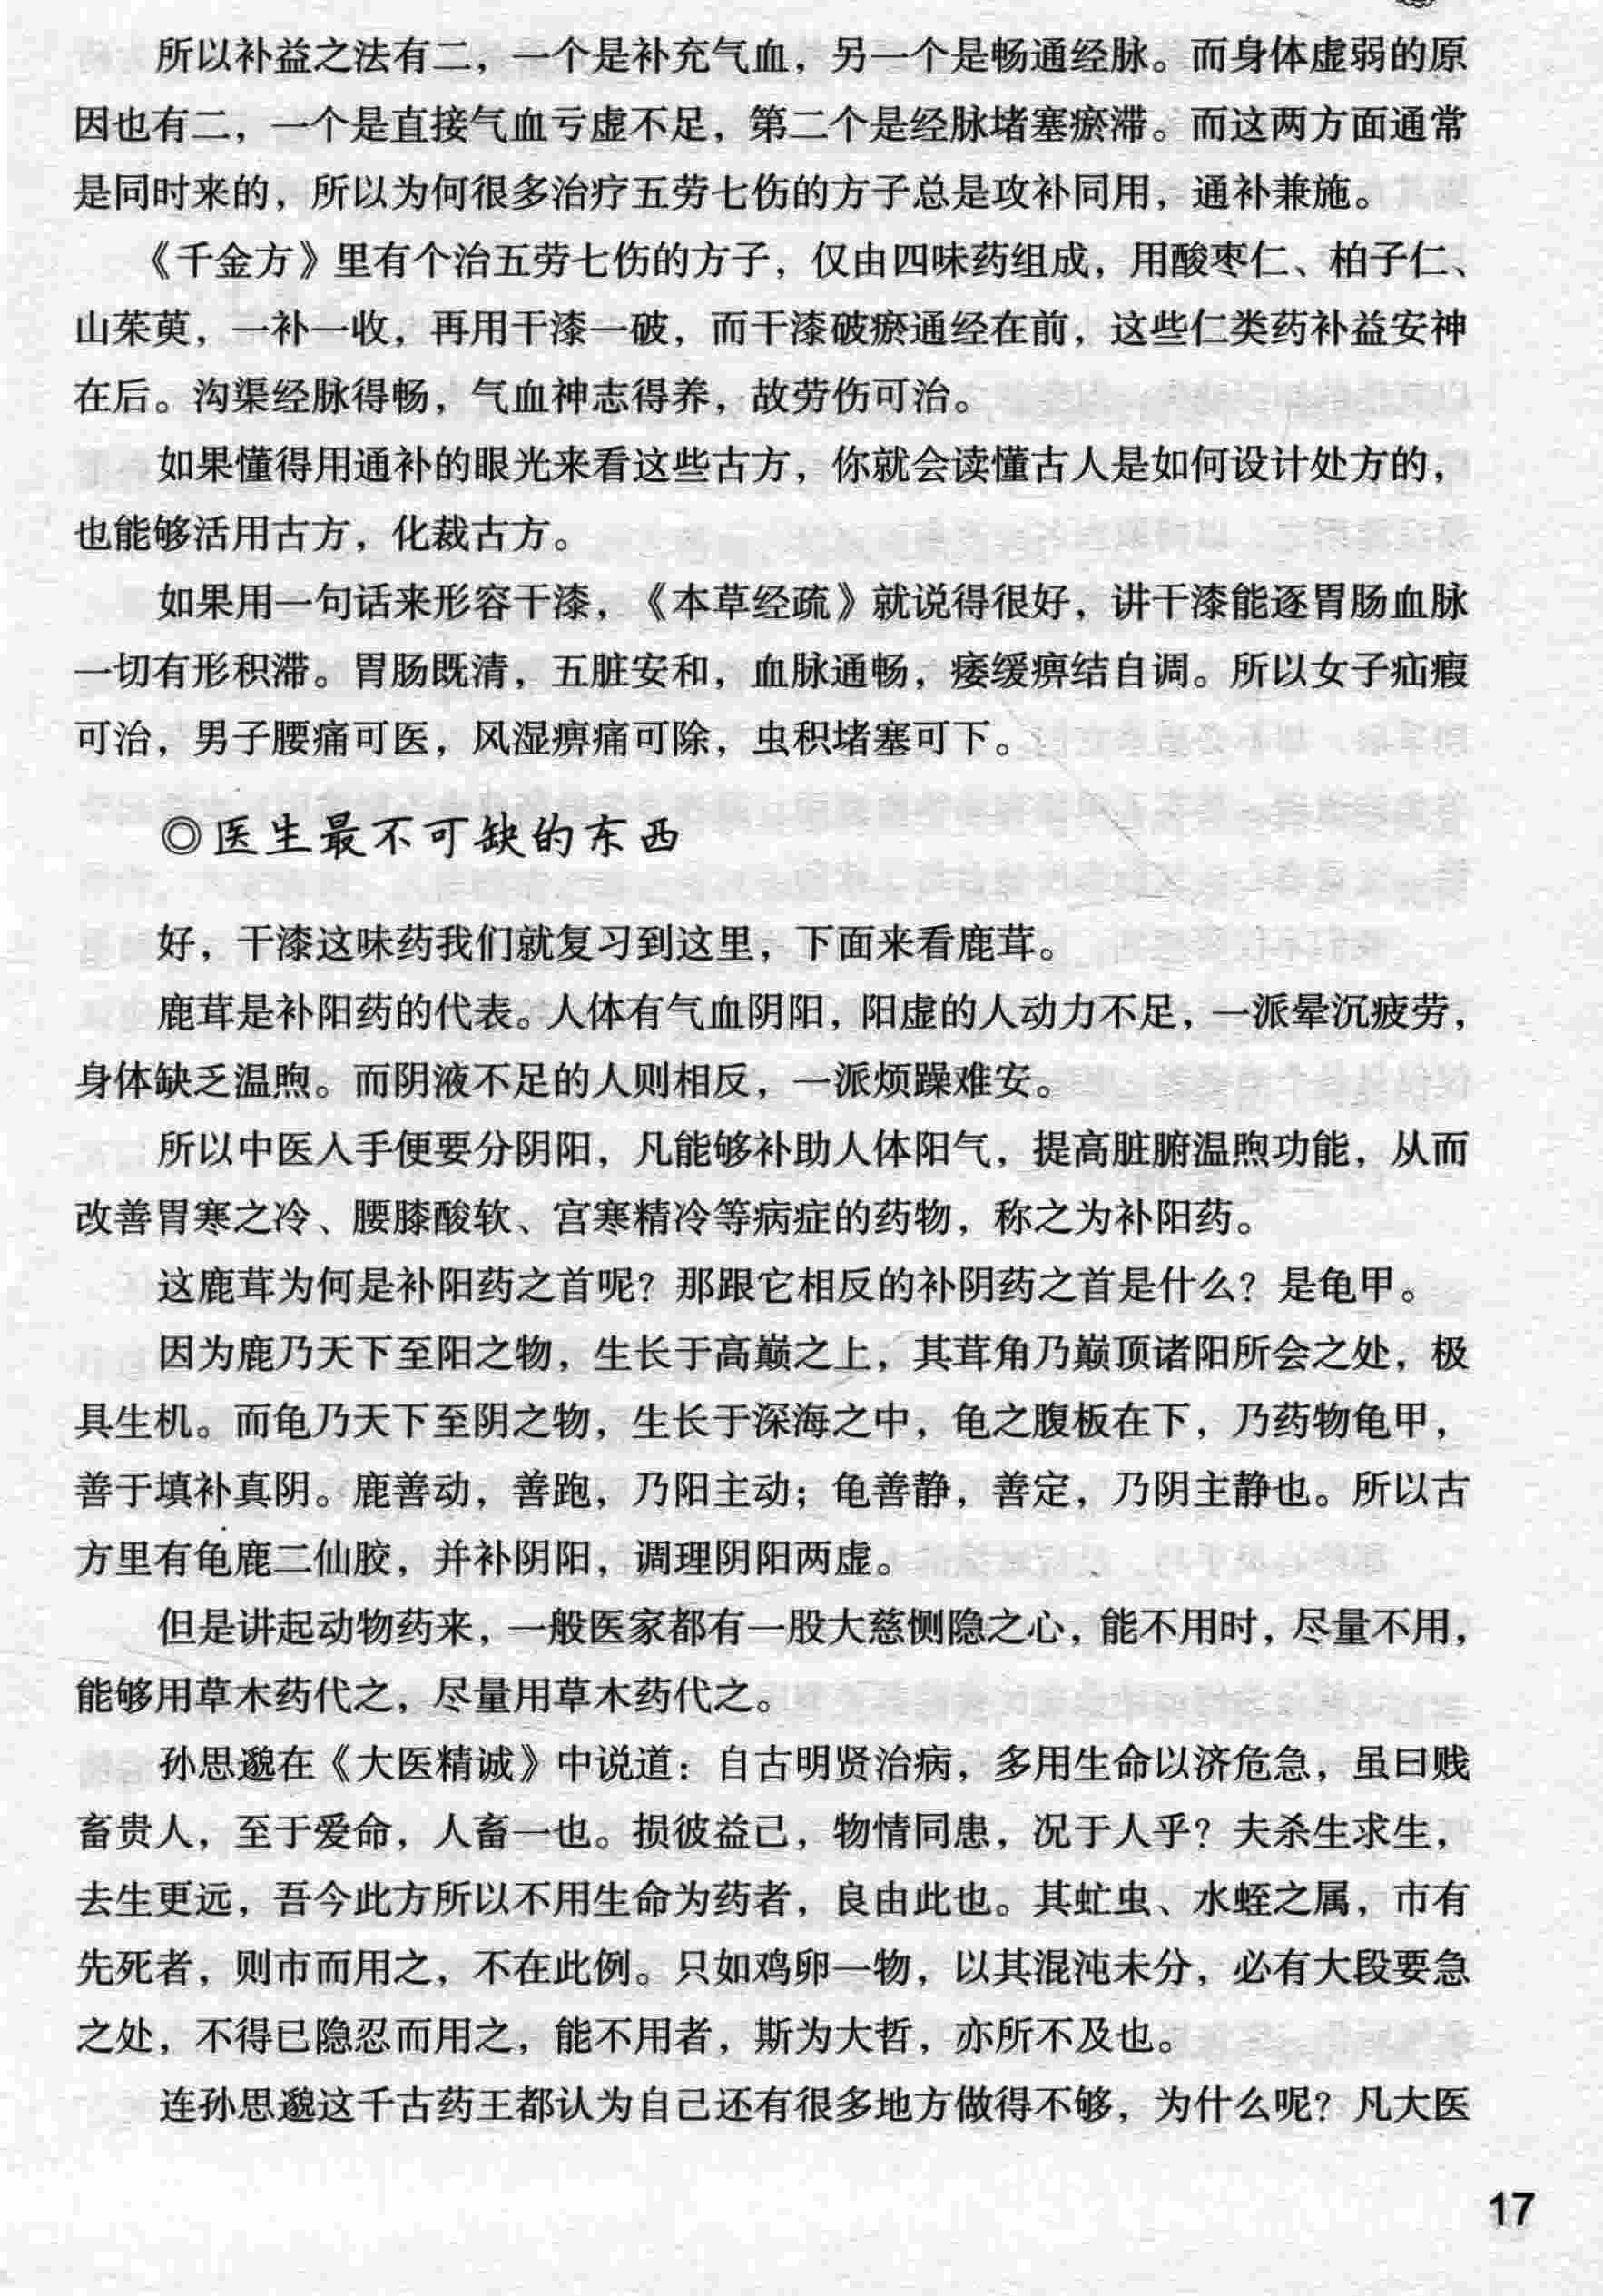 所以补益之法有二，一个是补充气血，另一个是畅通经脉。而身体虚弱的原
因也有二，一个是直接气血亏虚不足，第二个是经脉堵塞瘀滞。而这两方面通常
是同时来的，所以为何很多治疗五劳七伤的方子总是攻补同用，通补兼施。
《千金方》里有个治五劳七伤的方子，仅由四味药组成，用酸枣仁、柏子仁、
山茱萸，一补一收，再用干漆一破，而干漆破瘀通经在前，这些仁类药补益安神
在后。沟渠经脉得畅，气血神志得养，故劳伤可治。
如果懂得用通补的眼光来看这些古方，你就会读懂古人是如何设计处方的，
也能够活用古方，化裁古方。
如果用一句话来形容干漆，《本草经疏》就说得很好，讲干漆能逐胃肠血脉
一切有形积滞。胃肠既清，五脏安和，血脉通畅，痿缓痹结自调。所以女子疝瘕
可治，男子腰痛可医，风湿痹痛可除，虫积堵塞可下。
◎医生最不可缺的东西
好，干漆这味药我们就复习到这里，下面来看鹿茸。
鹿茸是补阳药的代表。人体有气血阴阳，阳虚的人动力不足，一派晕沉疲劳，
身体缺乏温煦。而阴液不足的人则相反，一派烦躁难安。
所以中医入手便要分阴阳，凡能够补助人体阳气，提高脏腑温煦功能，从而
改善胃寒之冷、腰膝酸软、宫寒精冷等病症的药物，称之为补阳药。
这鹿茸为何是补阳药之首呢？那跟它相反的补阴药之首是什么？是龟甲。
因为鹿乃天下至阳之物，生长于高巅之上，其茸角乃巅顶诸阳所会之处，极
具生机。而龟乃天下至阴之物，生长于深海之中，龟之腹板在下，乃药物龟甲，
善于填补真阴。鹿善动，善跑，乃阳主动；龟善静，善定，乃阴主静也。所以古
方里有龟鹿二仙胶，并补阴阳，调理阴阳两虚。
但是讲起动物药来，一般医家都有一股大慈恻隐之心，能不用时，尽量不用，
能够用草木药代之，尽量用草木药代之。
孙思邈在《大医精诚》中说道：自古明贤治病，多用生命以济危急，虽曰贱
畜贵人，至于爱命，人畜一也。损彼益己，物情同患，况于人乎？夫杀生求生，
去生更远，吾今此方所以不用生命为药者，良由此也。其虻虫、水蛭之属，市有
先死者，则市而用之，不在此例。只如鸡卵一物，以其混沌未分，必有大段要急
之处，不得已隐忍而用之，能不用者，斯为大哲，亦所不及也。
连孙思邈这千古药王都认为自己还有很多地方做得不够，为什么呢？凡大医
17